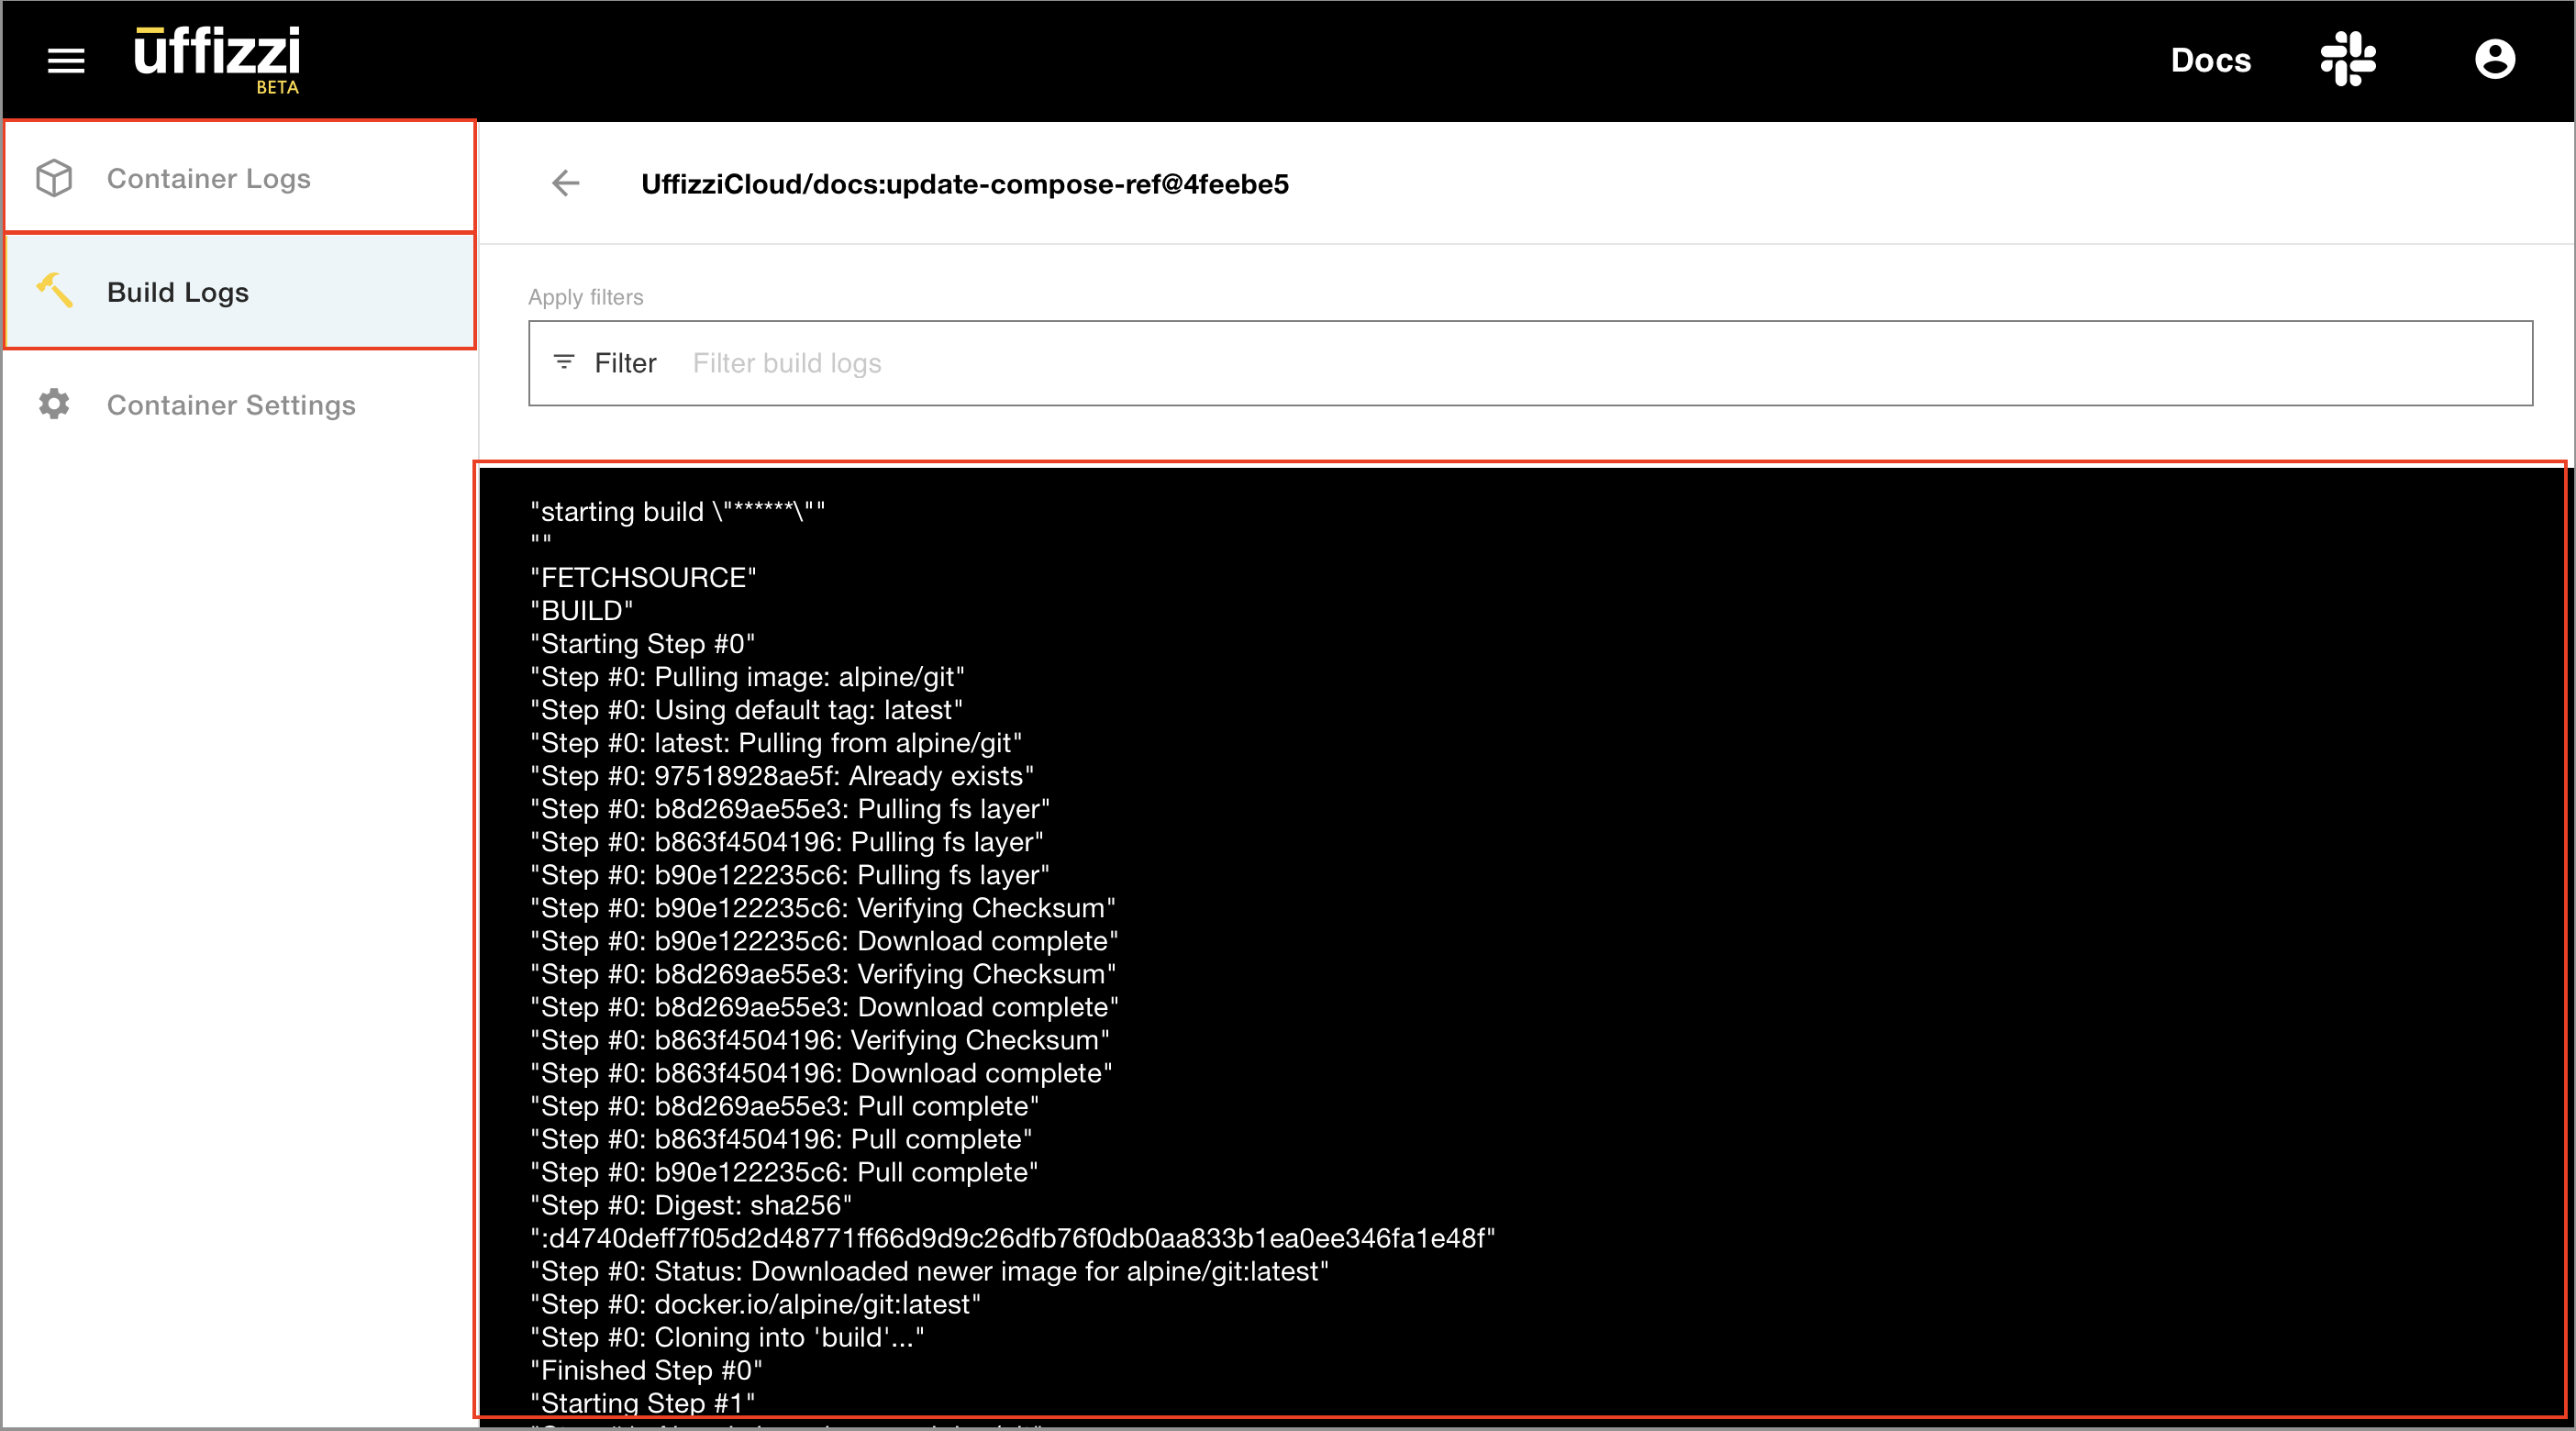 ūffizzi
BETA
Docs
Container Logs
Build Logs
Container Settings
UffizziCloud/docs:update-compose-ref@4feebe5
Apply filters
Filter Filter build logs
"starting build \"******\""
""
"FETCHSOURCE"
"BUILD"
"Starting Step #0"
"Step #0: Pulling image: alpine/git"
"Step #0: Using default tag: latest"
"Step #0: latest: Pulling from alpine/git"
"Step #0: 97518928ae5f: Already exists"
"Step #0: b8d269ae55e3: Pulling fs layer"
"Step #0: b863f4504196: Pulling fs layer"
"Step #0: b90e122235c6: Pulling fs layer"
"Step #0: b90e122235c6: Verifying Checksum"
"Step #0: b90e122235c6: Download complete"
"Step #0: b8d269ae55e3: Verifying Checksum"
"Step #0: b8d269ae55e3: Download complete"
"Step #0: b863f4504196: Verifying Checksum"
"Step #0: b863f4504196: Download complete"
"Step #0: b8d269ae55e3: Pull complete"
"Step #0: b863f4504196: Pull complete"
"Step #0: b90e122235c6: Pull complete"
"Step #0: Digest: sha256"
":d4740deff7f05d2d48771ff66d9d9c26dfb76f0db0aa833b1ea0ee346fa1e48f"
"Step #0: Status: Downloaded newer image for alpine/git:latest"
"Step #0: docker.io/alpine/git:latest"
"Step #0: Cloning into 'build'..."
"Finished Step #0"
"Starting Step #1"